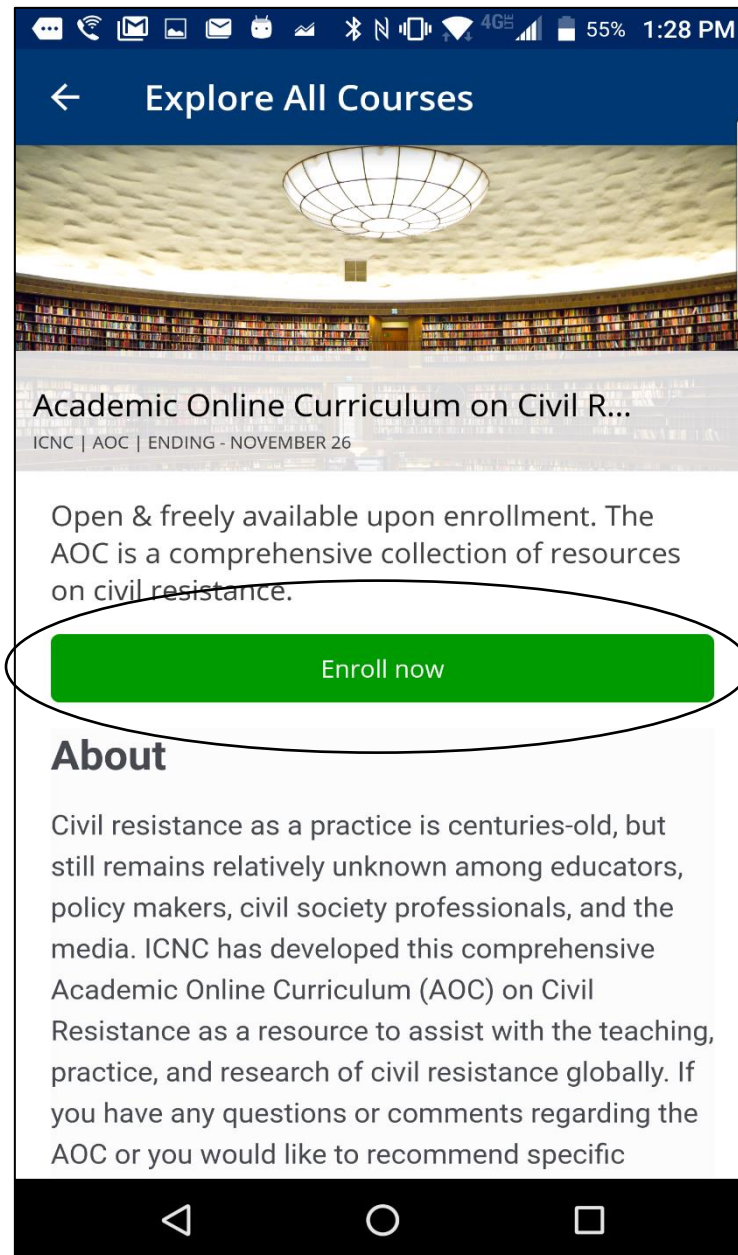 4G LTE 55% 1:28 PM
Explore All Courses
Academic Online Curriculum on Civil R...
ICNC | AOC | ENDING - NOVEMBER 26
Open & freely available upon enrollment. The
AOC is a comprehensive collection of resources
on civil resistance.
Enroll now
About
Civil resistance as a practice is centuries-old, but
still remains relatively unknown among educators,
policy makers, civil society professionals, and the
media. ICNC has developed this comprehensive
Academic Online Curriculum (AOC) on Civil
Resistance as a resource to assist with the teaching,
practice, and research of civil resistance globally. If
you have any questions or comments regarding the
AOC or you would like to recommend specific